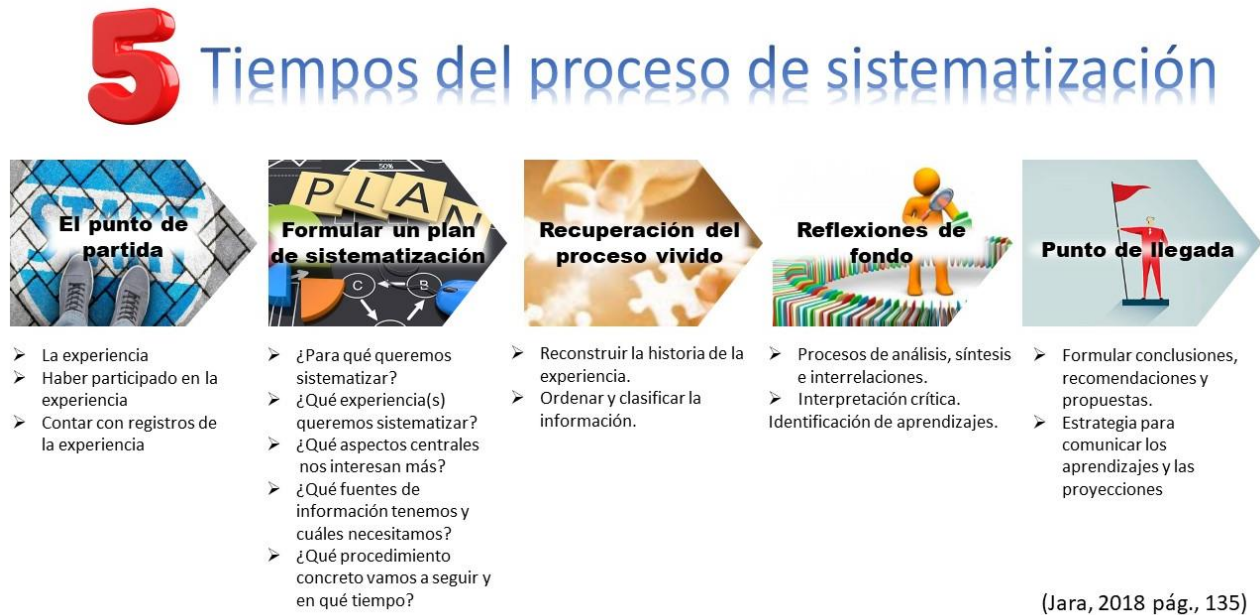 5 Tiempos del proceso de sistematización
START
El punto de
partida
➢ La experiencia
➢ Haber participado en la
experiencia
➢ Contar con registros de
la experiencia
50%
PLAN
Formular un plan
de sistematización
C B
➢ ¿Para qué queremos
sistematizar?
➢ ¿Qué experiencia(s)
queremos sistematizar?
➢ ¿Qué aspectos centrales
nos interesan más?
➢ ¿Qué fuentes de
información tenemos y
cuáles necesitamos?
➢ ¿Qué procedimiento
concreto vamos a seguir y
en qué tiempo?
Recuperación del
proceso vivido
➢ Reconstruir la historia de la
experiencia.
➢ Ordenar y clasificar la
información.
Reflexiones de
fondo
➢ Procesos de análisis, síntesis
e interrelaciones.
➢ Interpretación crítica.
Identificación de aprendizajes.
Punto de llegada
➢ Formular conclusiones,
recomendaciones y
propuestas.
➢ Estrategia para
comunicar los
aprendizajes y las
proyecciones
(Jara, 2018 pág., 135)